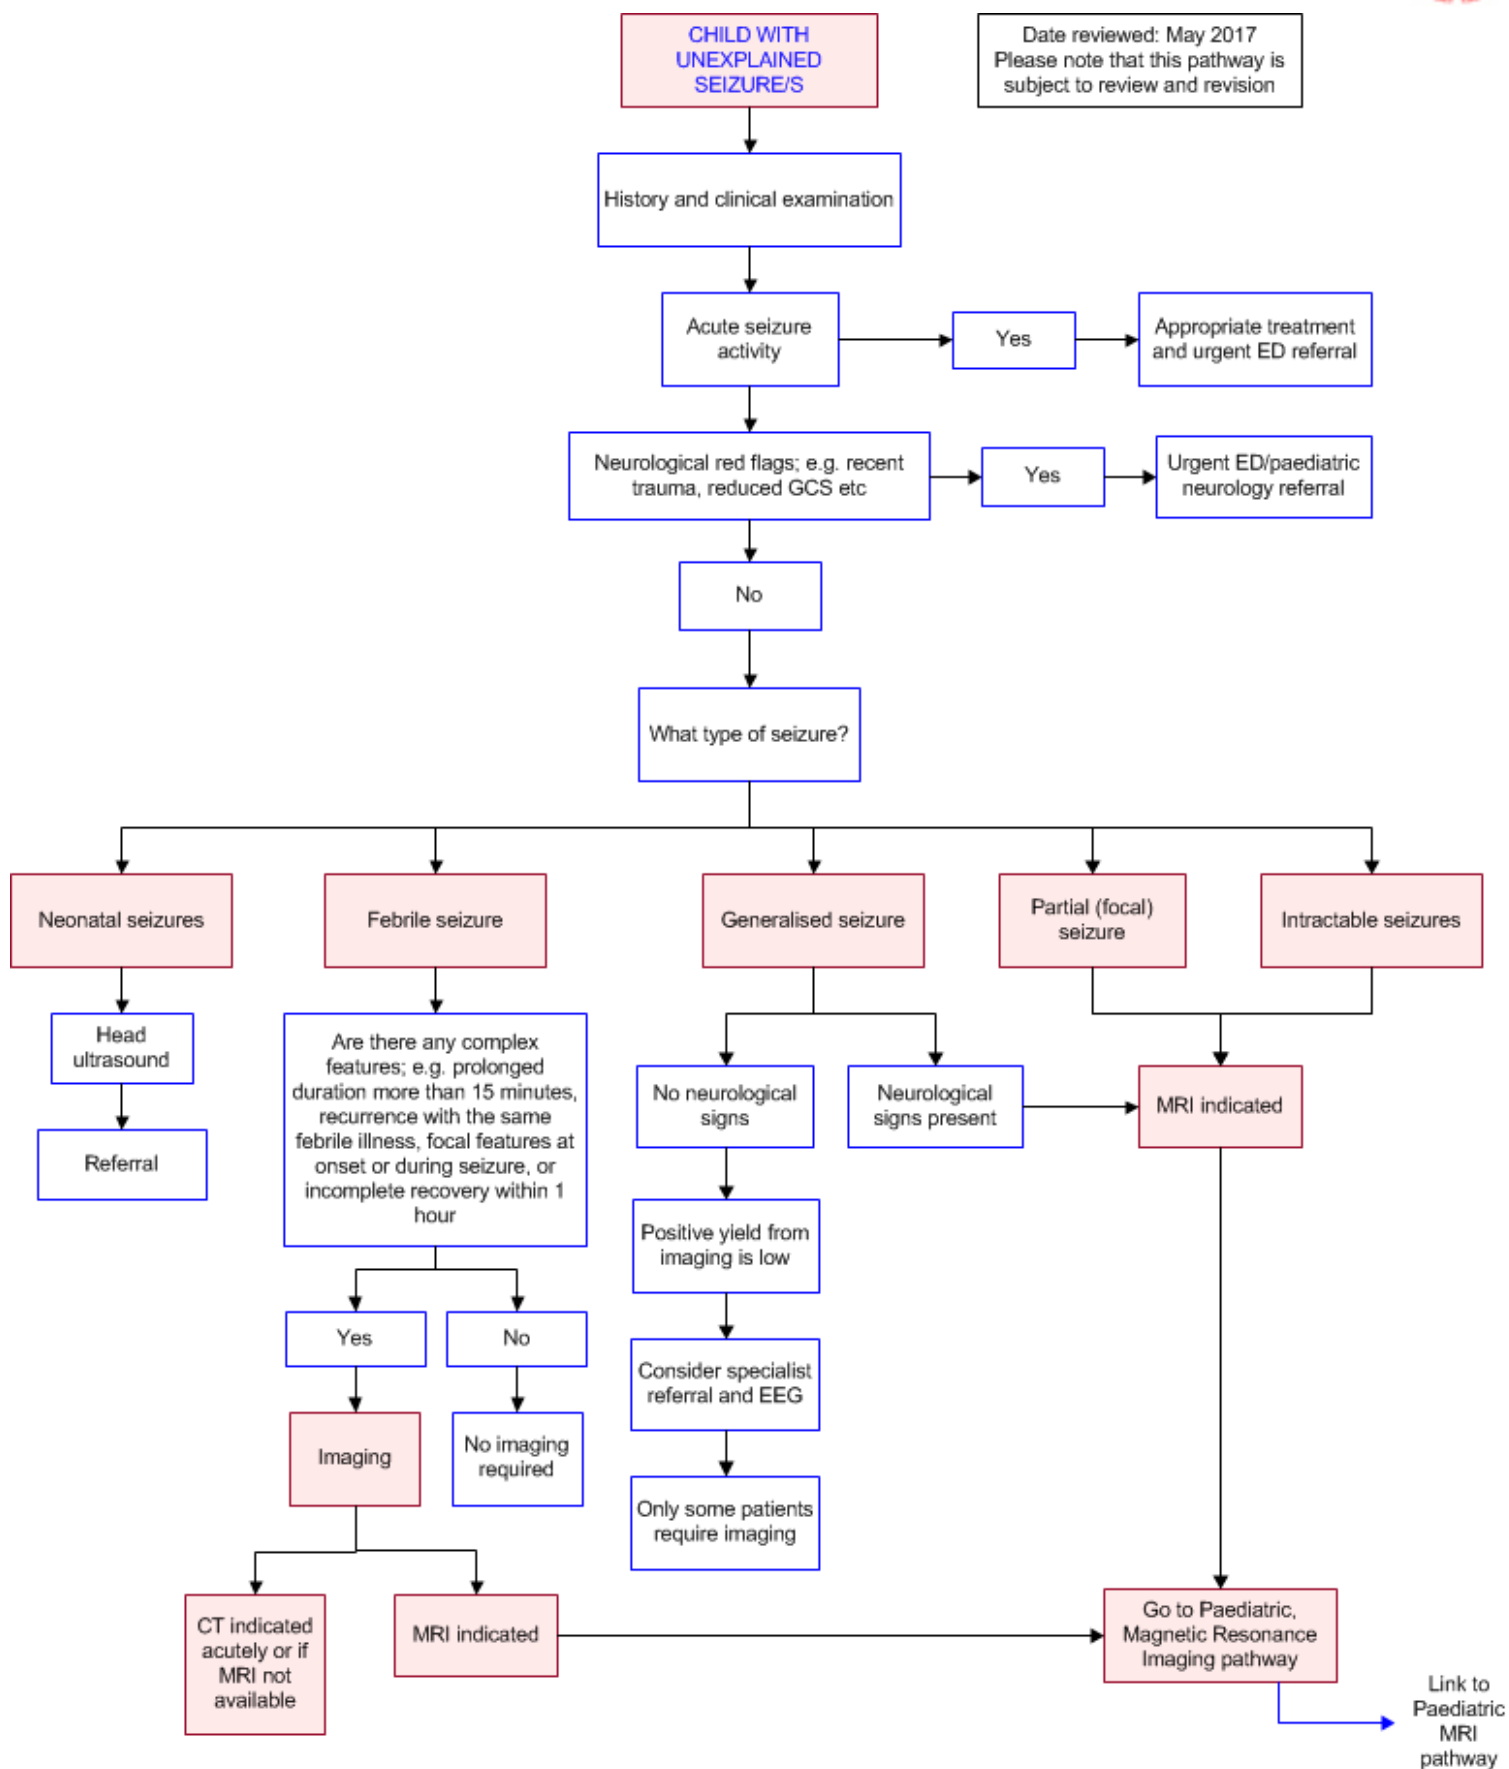 CHILD WITH
UNEXPLAINED
SEIZURE/S
Date reviewed: May 2017
Please note that this pathway is
subject to review and revision
History and clinical examination
Acute seizure
activity
Yes
Appropriate treatment
and urgent ED referral
Neurological red flags; e.g. recent
trauma, reduced GCS etc
Yes
Urgent ED/paediatric
neurology referral
No
What type of seizure?
Neonatal seizures
Febrile seizure
Generalised seizure
Partial (focal)
seizure
Intractable seizures
Head
ultrasound
Referral
Are there any complex
features; e.g. prolonged
duration more than 15 minutes,
recurrence with the same
febrile illness, focal features at
onset or during seizure, or
incomplete recovery within 1
hour
No neurological
signs
Neurological
signs present
MRI indicated
Positive yield from
imaging is low
Yes
No
Consider specialist
referral and EEG
Imaging
No imaging
required
Only some patients
require imaging
CT indicated
acutely or if
MRI not
available
MRI indicated
Go to Paediatric,
Magnetic Resonance
Imaging pathway
Link to
Paediatric
MRI
pathway